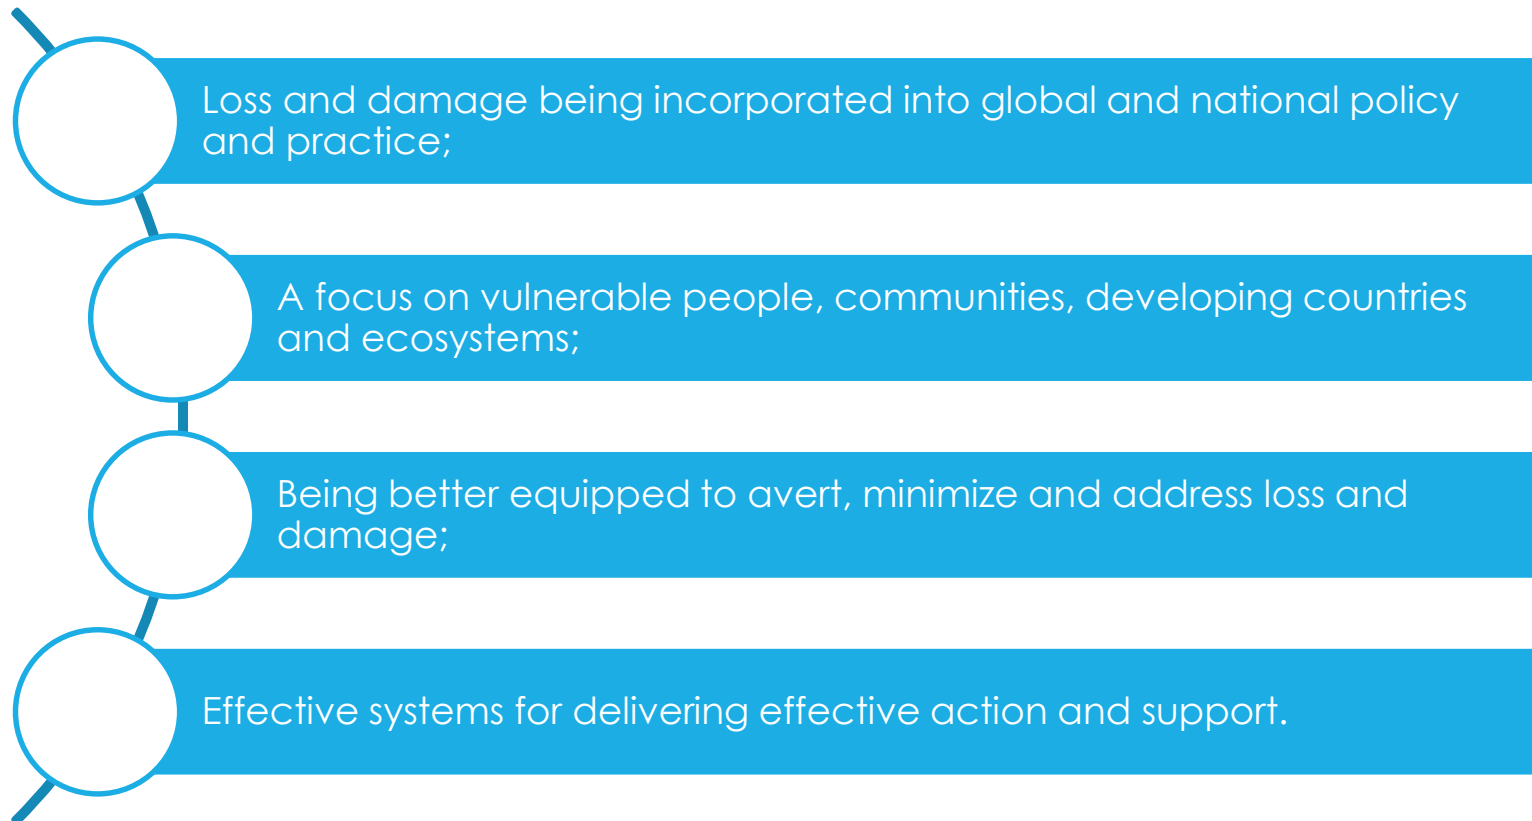 Loss and damage being incorporated into global and national policy
and practice;
A focus on vulnerable people, communities, developing countries
and ecosystems;
Being better equipped to avert, minimize and address loss and
damage;
Effective systems for delivering effective action and support.